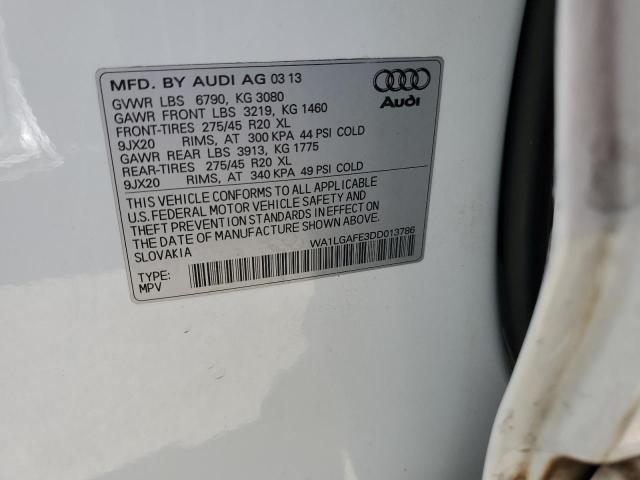 MFD. BY AUDI AG 03 13
GVWR LBS 6790, KG 3080
GAWR FRONT LBS 3219, KG 1460
FRONT-TIRES 275/45 R20 XL
9JX20 RIMS, AT 300 KPA 44 PSI COLD
GAWR REAR LBS 3913, KG 1775
REAR-TIRES 275/45 R20 XL
9JX20 RIMS, AT 340 KPA 49 PSI COLD
Audi
THIS VEHICLE CONFORMS TO ALL APPLICABLE
U.S. FEDERAL MOTOR VEHICLE SAFETY AND
THEFT PREVENTION STANDARDS IN EFFECT
ON THE DATE OF MANUFACTURE SHOWN ABOVE.
SLOVAKIA
WA1LGAFE3DD013786
TYPE:
MPV